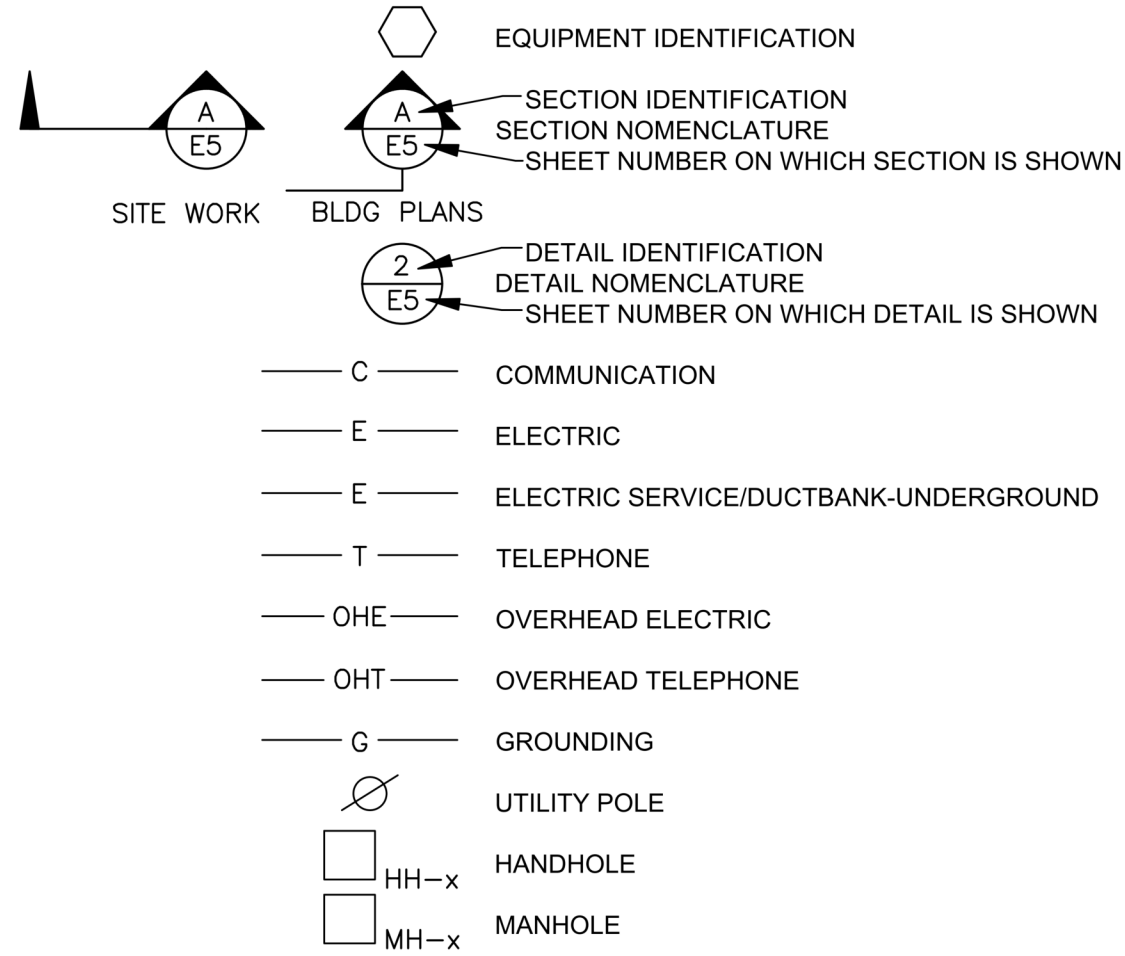 EQUIPMENT IDENTIFICATION
A
E5
A
E5
SECTION IDENTIFICATION
SECTION NOMENCLATURE
SHEET NUMBER ON WHICH SECTION IS SHOWN
SITE WORK
BLDG PLANS
2
E5
DETAIL IDENTIFICATION
DETAIL NOMENCLATURE
SHEET NUMBER ON WHICH DETAIL IS SHOWN
C COMMUNICATION
E ELECTRIC
E ELECTRIC SERVICE/DUCTBANK-UNDERGROUND
T TELEPHONE
OHE OVERHEAD ELECTRIC
OHT OVERHEAD TELEPHONE
G GROUNDING
UTILITY POLE
HH-x HANDHOLE
MH-x MANHOLE